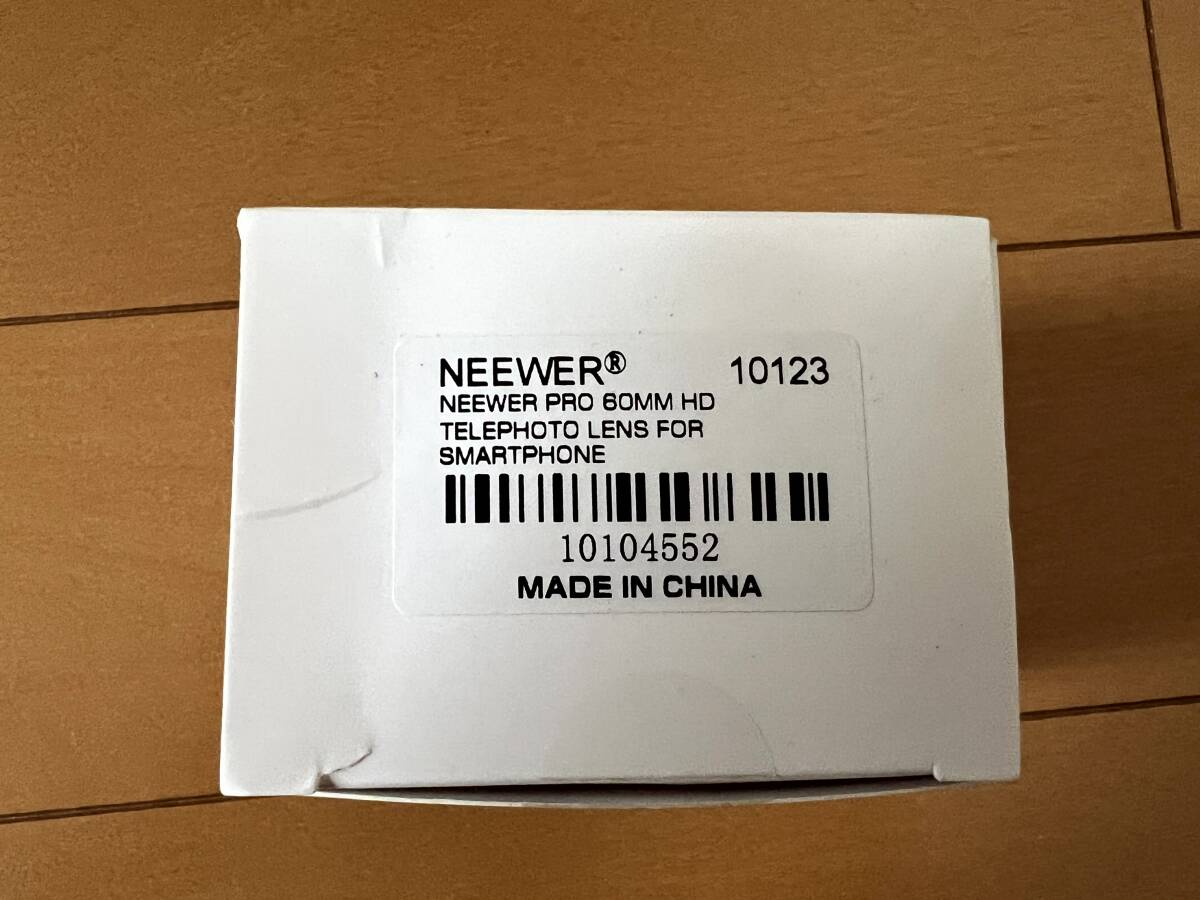 NEEWER® 10123
NEEWER PRO 60MM HD
TELEPHOTO LENS FOR
SMARTPHONE
10104552
MADE IN CHINA